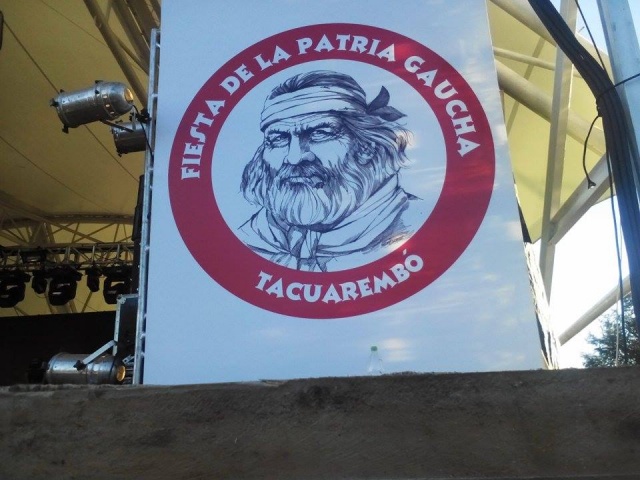 FIESTA DE LA PATRIA GAUCHA
TACUAREMBÓ